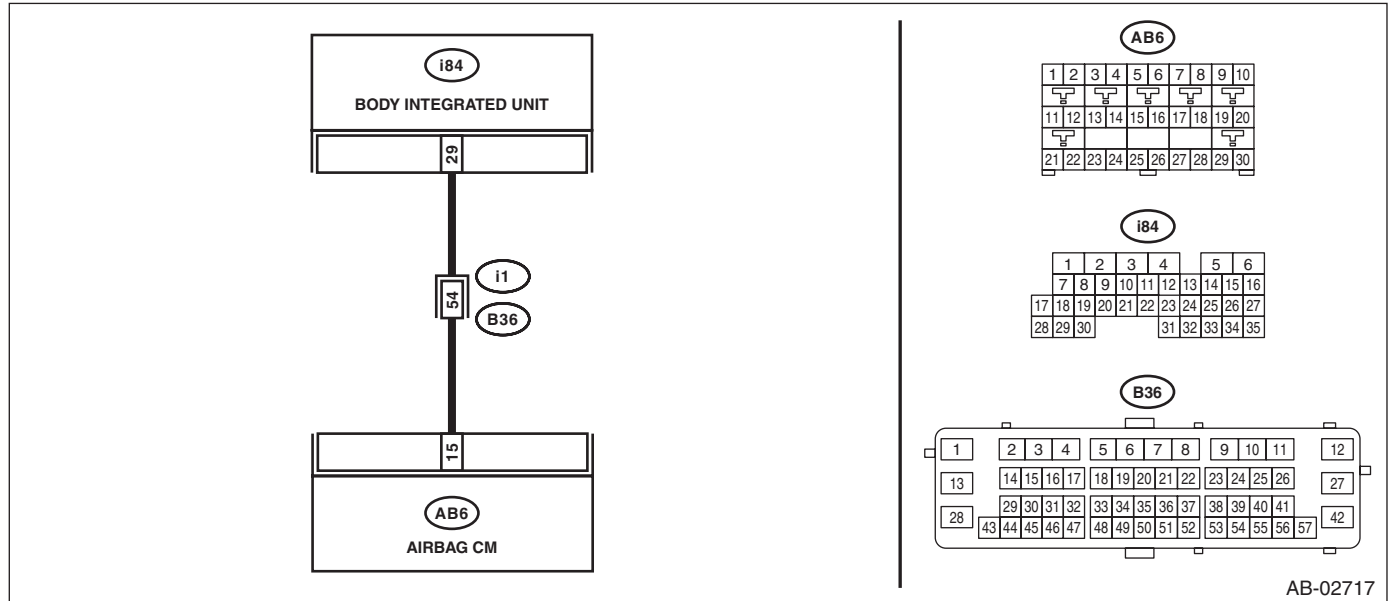 i84
BODY INTEGRATED UNIT
29
54
i1
B36
15
AB6
AIRBAG CM
AB6
1 2 3 4 5 6 7 8 9 10
11 12 13 14 15 16 17 18 19 20
21 22 23 24 25 26 27 28 29 30
i84
1 2 3 4 5 6
7 8 9 10 11 12 13 14 15 16
17 18 19 20 21 22 23 24 25 26 27
28 29 30 31 32 33 34 35
B36
1 2 3 4 5 6 7 8 9 10 11 12
13 14 15 16 17 18 19 20 21 22 23 24 25 26 27
28 29 30 31 32 33 34 35 36 37 38 39 40 41 42
43 44 45 46 47 48 49 50 51 52 53 54 55 56 57
AB-02717